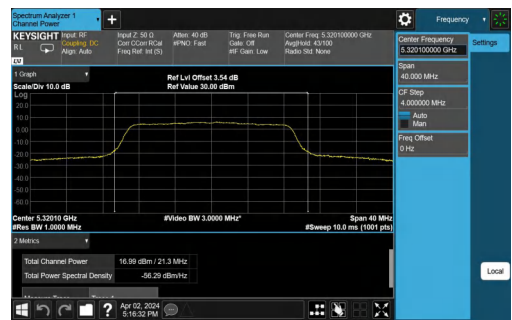 Spectrum Analyzer 1
Channel Power
Frequency
KEYSIGHT
RL
Input: RF
Coupling: DC
Align: Auto
Input Z: 50 Ω
Corr CCorr RCal
Freq Ref: Int (S)
Atten: 40 dB
#PNO: Fast
Trig: Free Run
Gate: Off
#IF Gain: Low
Center Freq: 5.320100000 GHz
Avg|Hold: 43/100
Radio Std: None
LXI
1 Graph
Scale/Div 10.0 dB
Ref Lvl Offset 3.54 dB
Ref Value 30.00 dBm
Log
20.0
10.0
0.00
-10.0
-20.0
-30.0
-40.0
-50.0
-60.0
Center 5.32010 GHz
#Res BW 1.0000 MHz
#Video BW 3.0000 MHz*
Span 40 MHz
#Sweep 10.0 ms (1001 pts)
2 Metrics
Total Channel Power
16.99 dBm / 21.3 MHz
Total Power Spectral Density
-56.29 dBm/Hz
?
Apr 02, 2024
5:16:32 PM
Center Frequency
5.320100000 GHz
Settings
Span
40.000 MHz
CF Step
4.000000 MHz
Auto
Man
Freq Offset
0 Hz
Local